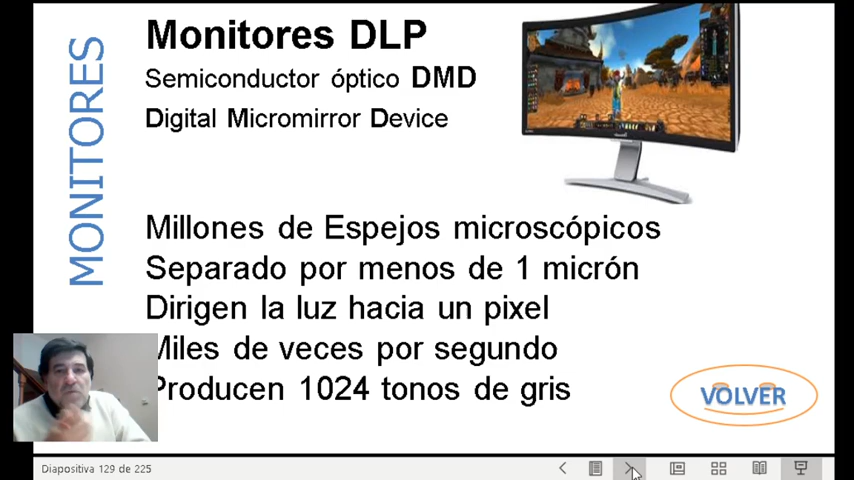 MONITORES
Monitores DLP
Semiconductor óptico DMD
Digital Micromirror Device
Millones de Espejos microscópicos
Separado por menos de 1 micrón
Dirigen la luz hacia un pixel
Miles de veces por segundo
Producen 1024 tonos de gris
VOLVER
Diapositiva 129 de 225